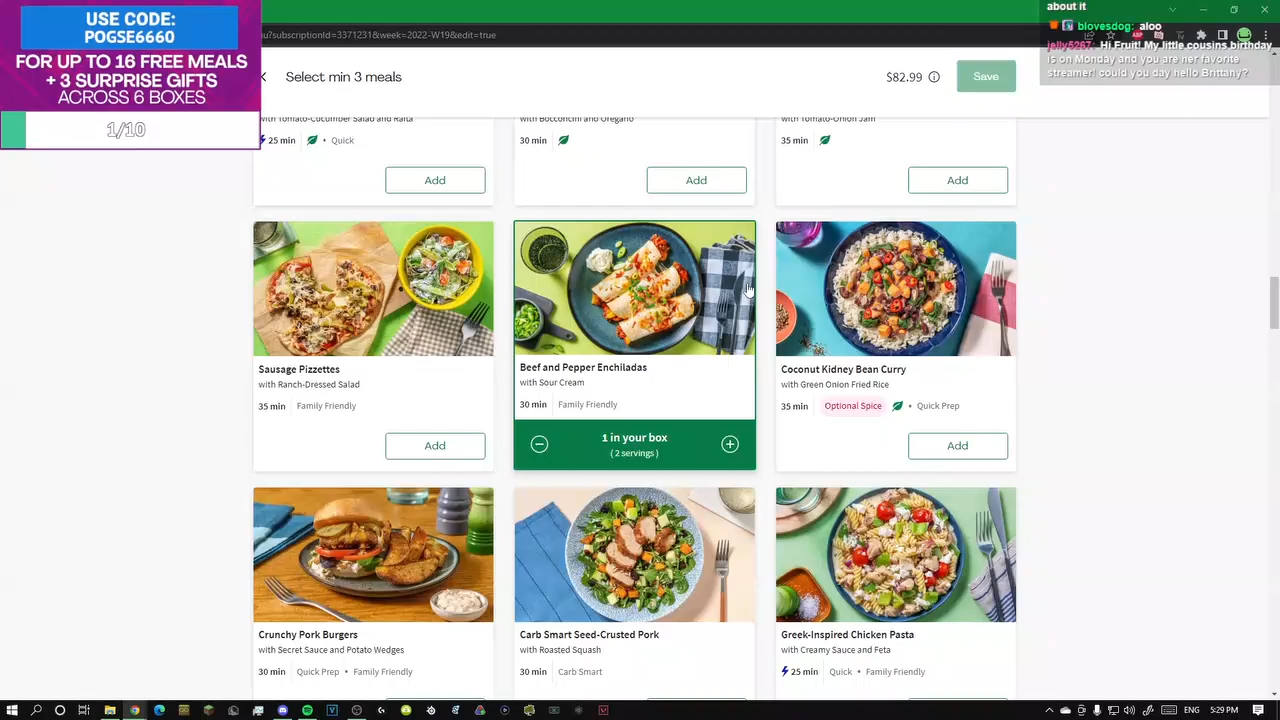 USE CODE:
POGSE6660
FOR UP TO 16 FREE MEALS
+ 3 SURPRISE GIFTS
ACROSS 6 BOXES
1/10
u?subscriptionId=3371231&week=2022-W19&edit=true
about it
blovesdog: aloo
jelly5267: Hi Fruit! My little cousins birthday
is on Monday and you are her favorite
streamer! could you day hello Brittany?
Select min 3 meals
$82.99
Save
with Tomato-Cucumber Salad and Raita
with Bocconcini and Oregano
with Tomato-Onion Jam
25 min • Quick
30 min
35 min
Add
Add
Add
Sausage Pizzettes
with Ranch-Dressed Salad
35 min Family Friendly
Add
Beef and Pepper Enchiladas
with Sour Cream
30 min Family Friendly
1 in your box
( 2 servings )
Coconut Kidney Bean Curry
with Green Onion Fried Rice
35 min Optional Spice • Quick Prep
Add
Crunchy Pork Burgers
with Secret Sauce and Potato Wedges
30 min Quick Prep • Family Friendly
Carb Smart Seed-Crusted Pork
with Roasted Squash
30 min Carb Smart
Greek-Inspired Chicken Pasta
with Creamy Sauce and Feta
25 min Quick • Family Friendly
5:29 PM